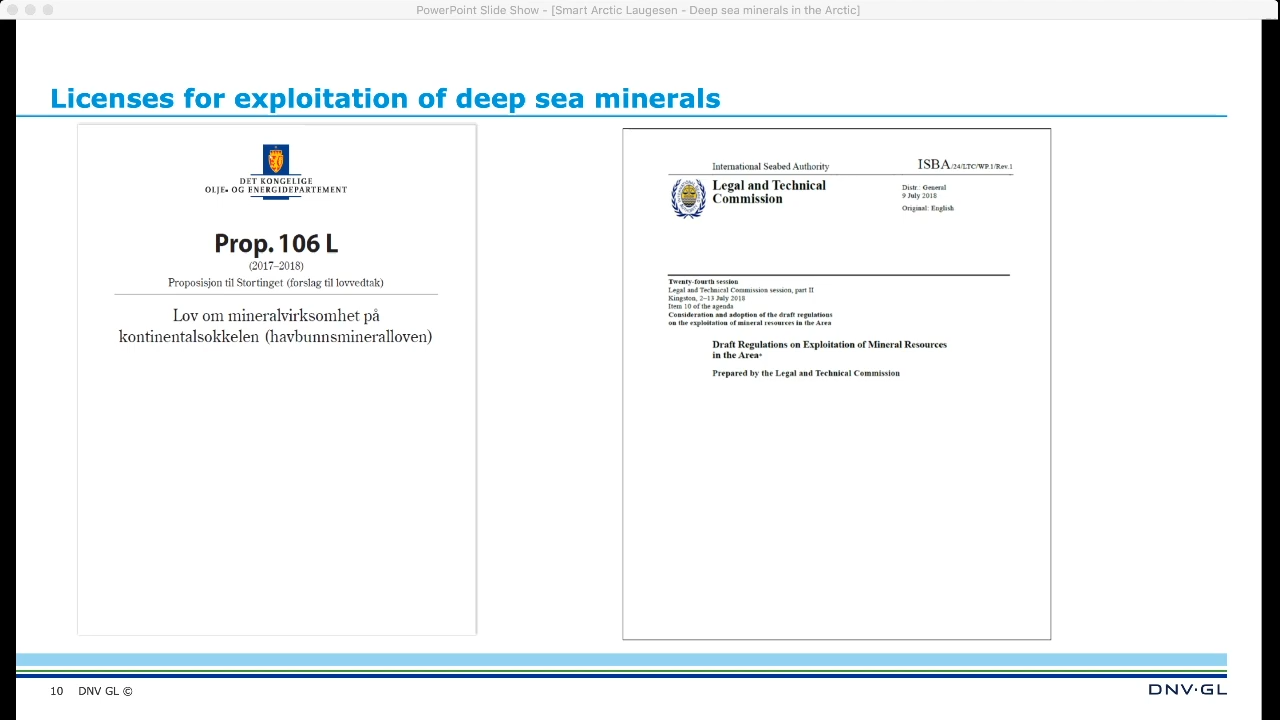 PowerPoint Slide Show - [Smart Arctic Laugesen - Deep sea minerals in the Arctic]
Licenses for exploitation of deep sea minerals
DET KONGELIGE
OLJE- OG ENERGIDEPARTEMENT
Prop. 106 L
(2017–2018)
Proposisjon til Stortinget (forslag til lovvedtak)
Lov om mineralvirksomhet på
kontinentalsokkelen (havbunnsmineralloven)
International Seabed Authority
ISBA/24/LTC/WP.1/Rev.1
Legal and Technical
Commission
Distr.: General
9 July 2018
Original: English
Twenty-fourth session
Legal and Technical Commission session, part II
Kingston, 2–13 July 2018
Item 10 of the agenda
Consideration and adoption of the draft regulations
on the exploitation of mineral resources in the Area
Draft Regulations on Exploitation of Mineral Resources
in the Area*
Prepared by the Legal and Technical Commission
10 DNV GL ©
DNV·GL